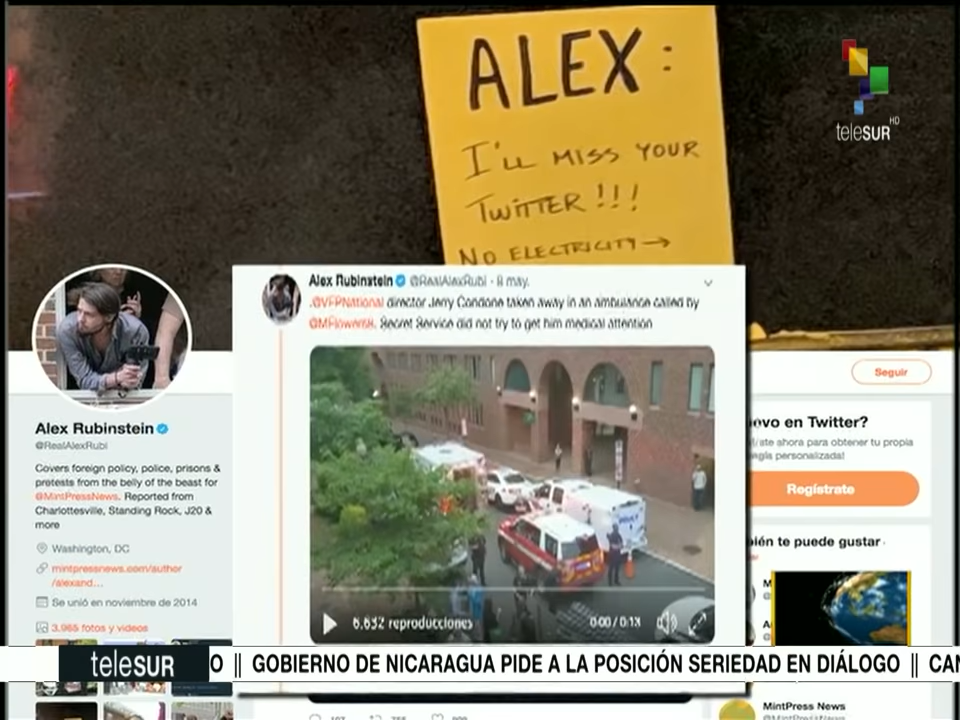 ALEX:
I'LL MISS YOUR
TWITTER!!!
NO ELECTRICITY→
teleSUR HD
Alex Rubinstein @RealAlexRubi · 8 may.
.@VFPNational director Jerry Condone taken away in an ambulance called by
@MFlowers8. Secret Service did not try to get him medical attention
6,632 reproducciones
0:00 / 0:13
Alex Rubinstein
@RealAlexRubi
Covers foreign policy, police, prisons &
protests from the belly of the beast for
@MintPressNews. Reported from
Charlottesville, Standing Rock, J20 &
more
Washington, DC
mintpressnews.com/author
/alexand...
Se unió en noviembre de 2014
3.965 fotos y videos
Seguir
evo en Twitter?
ate ahora para obtener tu propia
personalizada!
Regístrate
bién te puede gustar
MintPress News
@MintPressNews
teleSUR
O || GOBIERNO DE NICARAGUA PIDE A LA POSICIÓN SERIEDAD EN DIÁLOGO || CAN